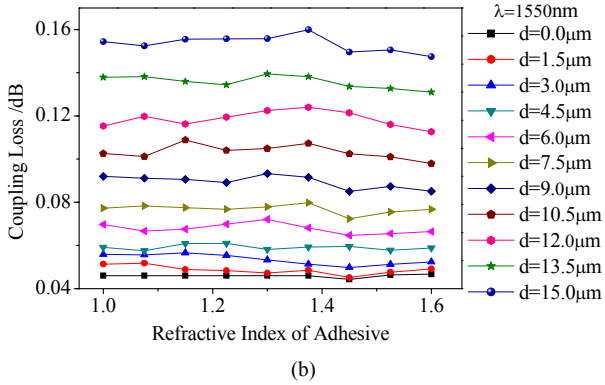 0.16
0.12
0.08
0.04
Coupling Loss /dB
1.0
1.2
1.4
1.6
Refractive Index of Adhesive
λ=1550nm
d=0.0μm
d=1.5μm
d=3.0μm
d=4.5μm
d=6.0μm
d=7.5μm
d=9.0μm
d=10.5μm
d=12.0μm
d=13.5μm
d=15.0μm
(b)